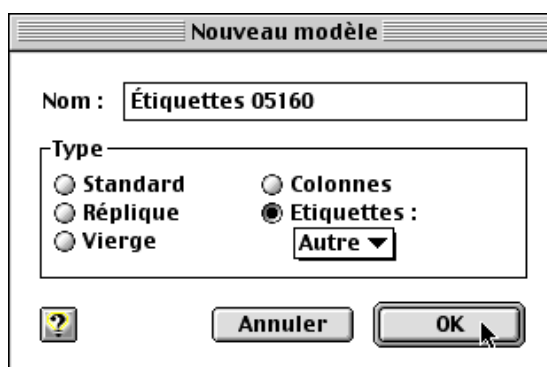 Nouveau modèle
Nom : Étiquettes 05160
Type
Standard
Réplique
Vierge
Colonnes
Etiquettes :
Autre
? Annuler OK